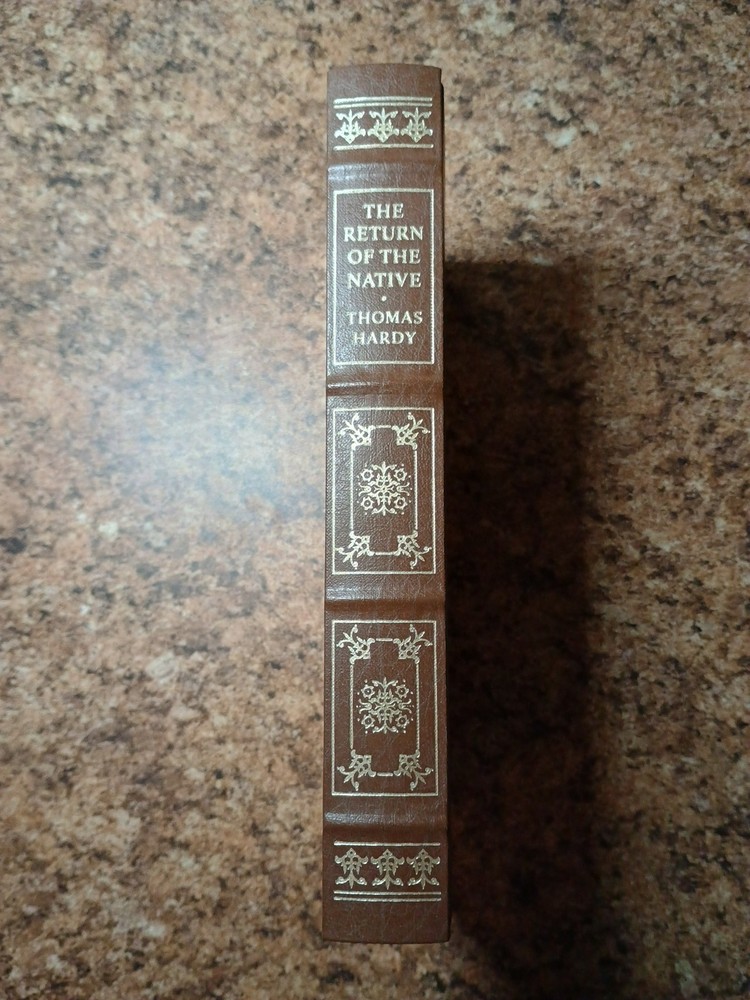 THE
RETURN
OF THE
NATIVE
•
THOMAS
HARDY